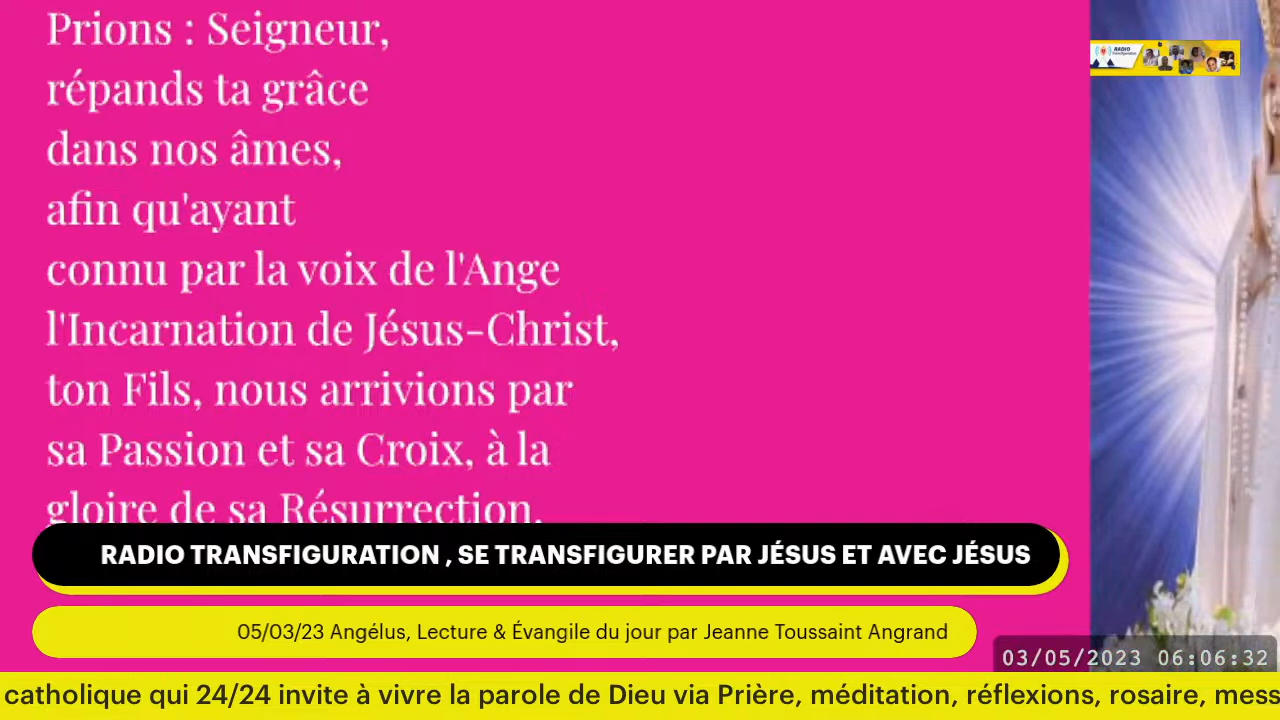 Prions : Seigneur,
répands ta grâce
dans nos âmes,
afin qu'ayant
connu par la voix de l'Ange
l'Incarnation de Jésus-Christ,
ton Fils, nous arrivions par
sa Passion et sa Croix, à la
gloire de sa Résurrection.
RADIO TRANSFIGURATION , SE TRANSFIGURER PAR JÉSUS ET AVEC JÉSUS
05/03/23 Angélus, Lecture & Évangile du jour par Jeanne Toussaint Angrand
03/05/2023 06:06:32
catholique qui 24/24 invite à vivre la parole de Dieu via Prière, méditation, réflexions, rosaire, mess
RADIO